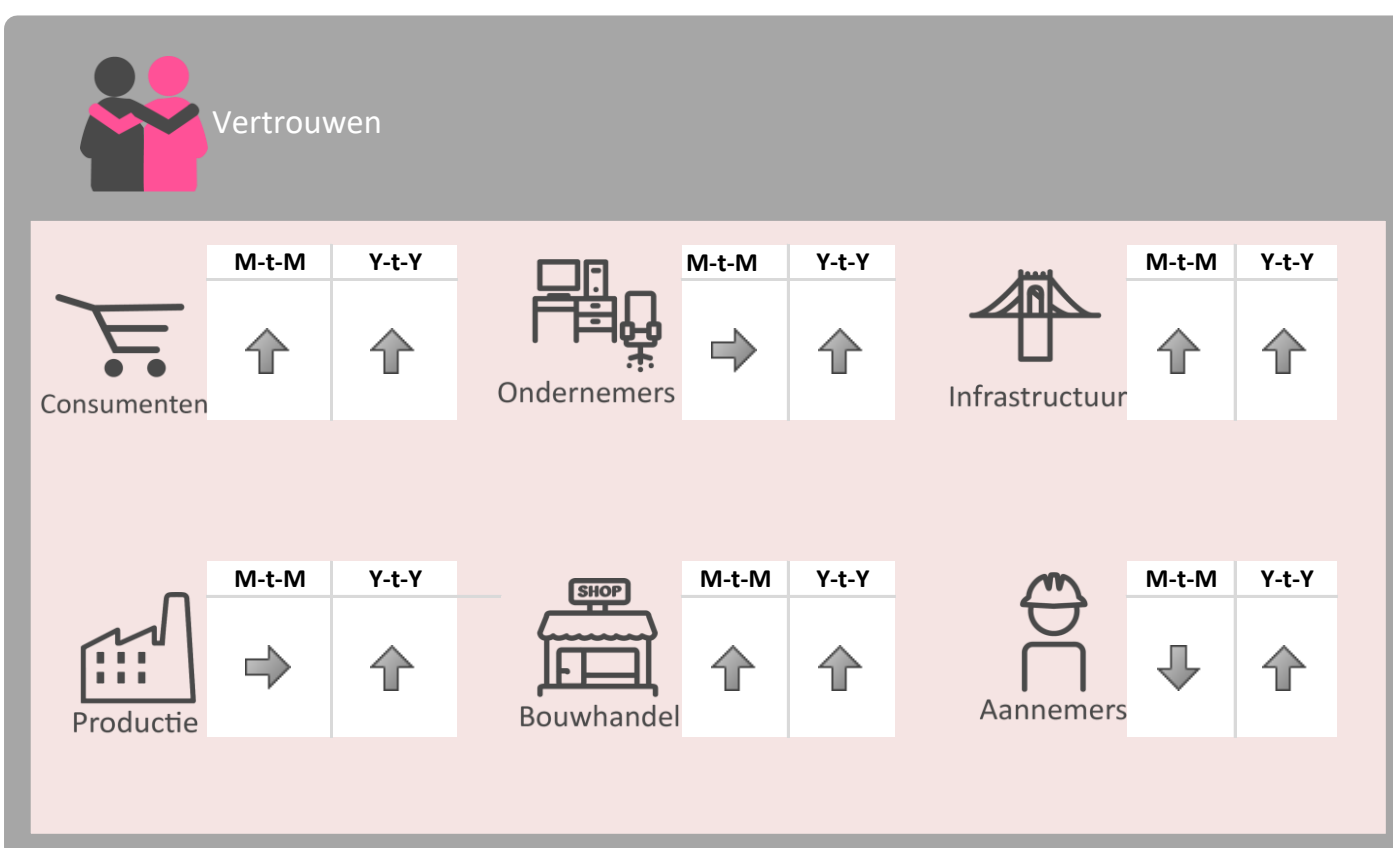 Vertrouwen
M-t-M Y-t-Y
Consumenten
M-t-M Y-t-Y
Ondernemers
M-t-M Y-t-Y
Infrastructuur
M-t-M Y-t-Y
Productie
SHOP
M-t-M Y-t-Y
Bouwhandel
M-t-M Y-t-Y
Aannemers